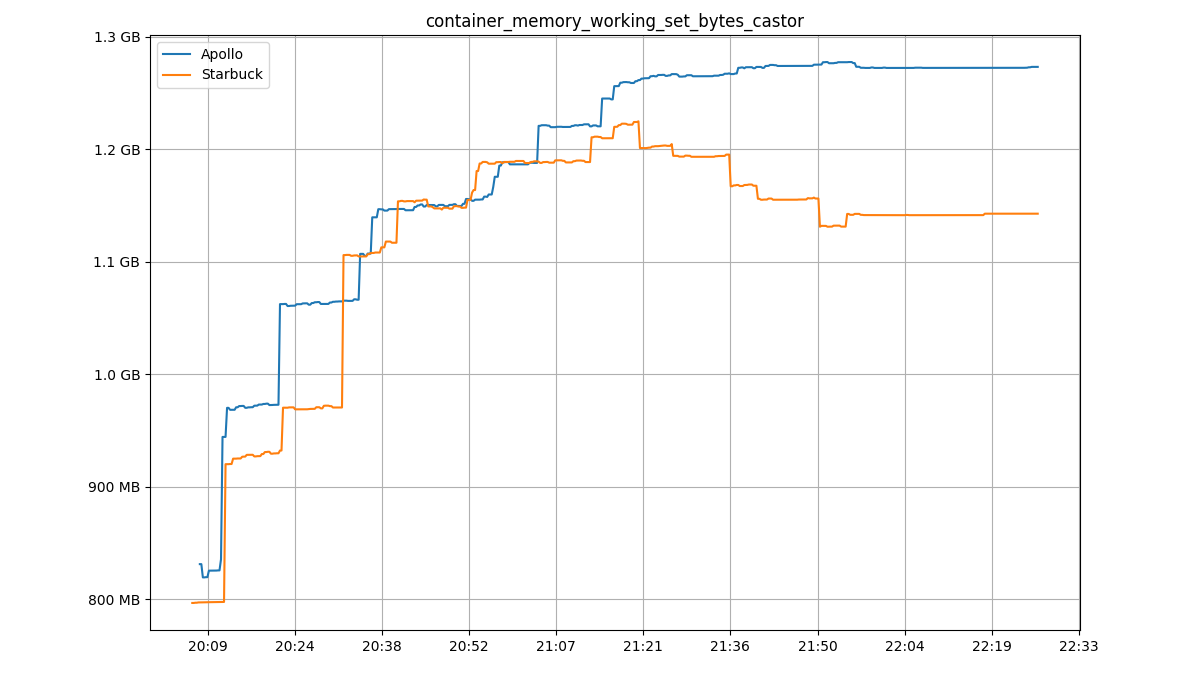 container_memory_working_set_bytes_castor
1.3 GB
Apollo
Starbuck
1.2 GB
1.1 GB
1.0 GB
900 MB
800 MB
20:09 20:24 20:38 20:52 21:07 21:21 21:36 21:50 22:04 22:19 22:33